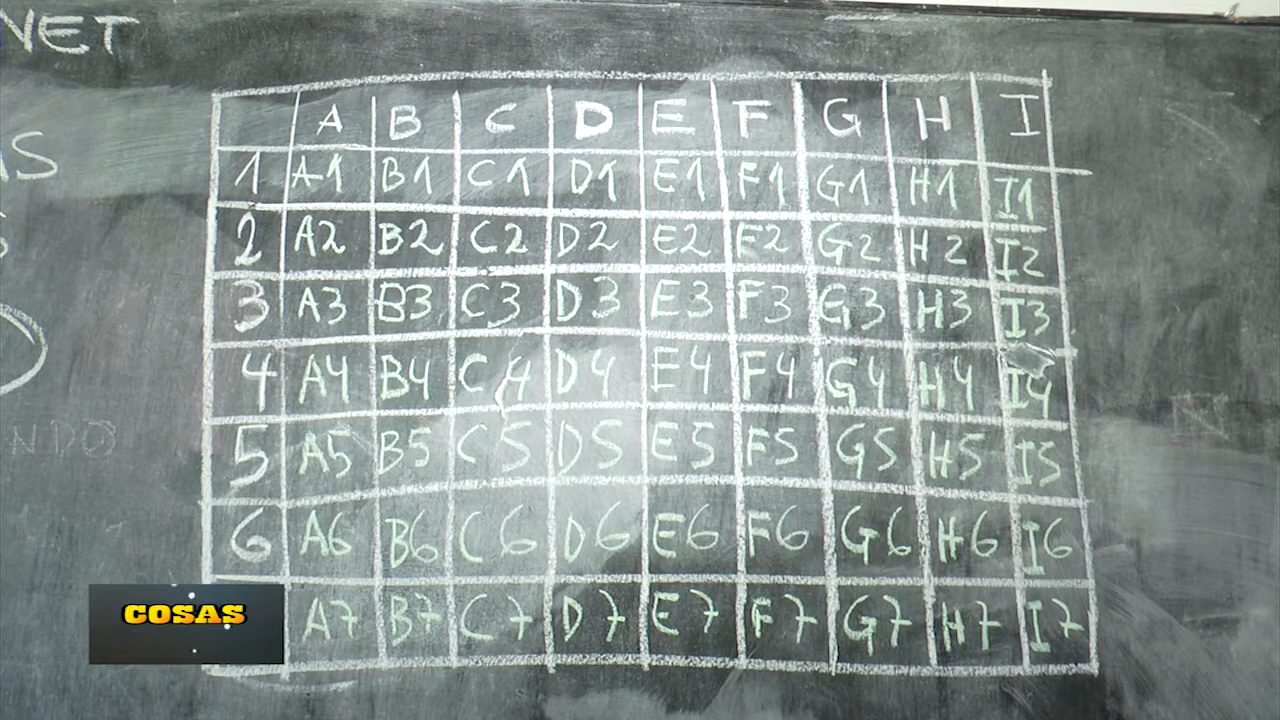 NET
A B C D E F G H I
AS
1 A1 B1 C1 D1 E1 F1 G1 H1 I1
2 A2 B2 C2 D2 E2 F2 G2 H2 I2
3 A3 B3 C3 D3 E3 F3 G3 H3 I3
4 A4 B4 C4 D4 E4 F4 G4 H4 I4
5 A5 B5 C5 D5 E5 F5 G5 H5 I5
NDO
6 A6 B6 C6 D6 E6 F6 G6 H6 I6
A7 B7 C7 D7 E7 F7 G7 H7 I7
COSAS